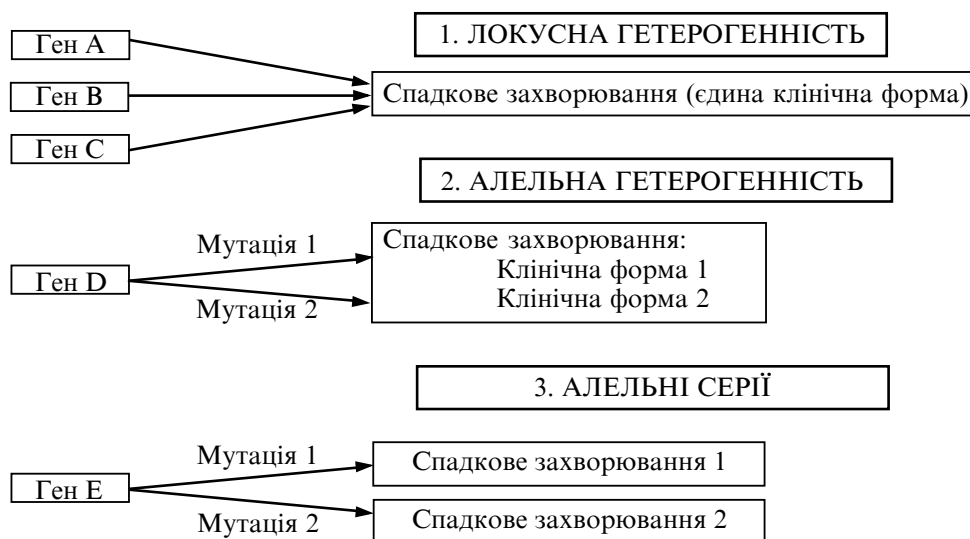 1. ЛОКУСНА ГЕТЕРОГЕННІСТЬ
Ген A
Ген B
Ген C
Спадкове захворювання (єдина клінічна форма)
2. АЛЕЛЬНА ГЕТЕРОГЕННІСТЬ
Ген D
Мутація 1
Мутація 2
Спадкове захворювання:
Клінічна форма 1
Клінічна форма 2
3. АЛЕЛЬНІ СЕРІЇ
Ген E
Мутація 1
Мутація 2
Спадкове захворювання 1
Спадкове захворювання 2